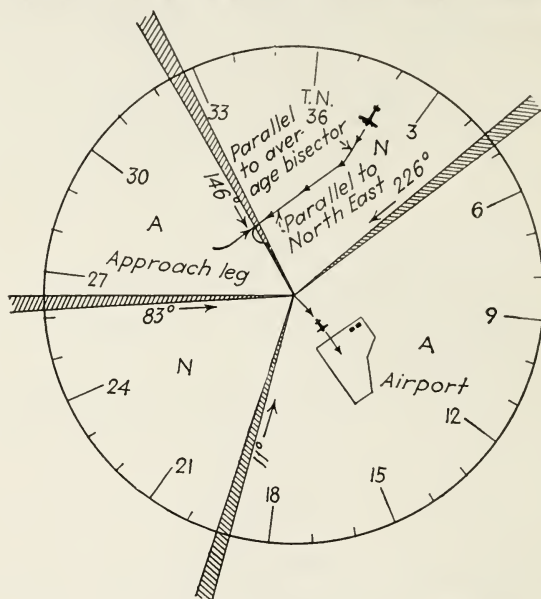 T.N.
36
33
3
N
Parallel
to aver-
age bisector
Parallel to
North East
30
146°
226°
6
A
Approach leg
27
83°
9
A
N
Airport
24
11°
12
21
18
15